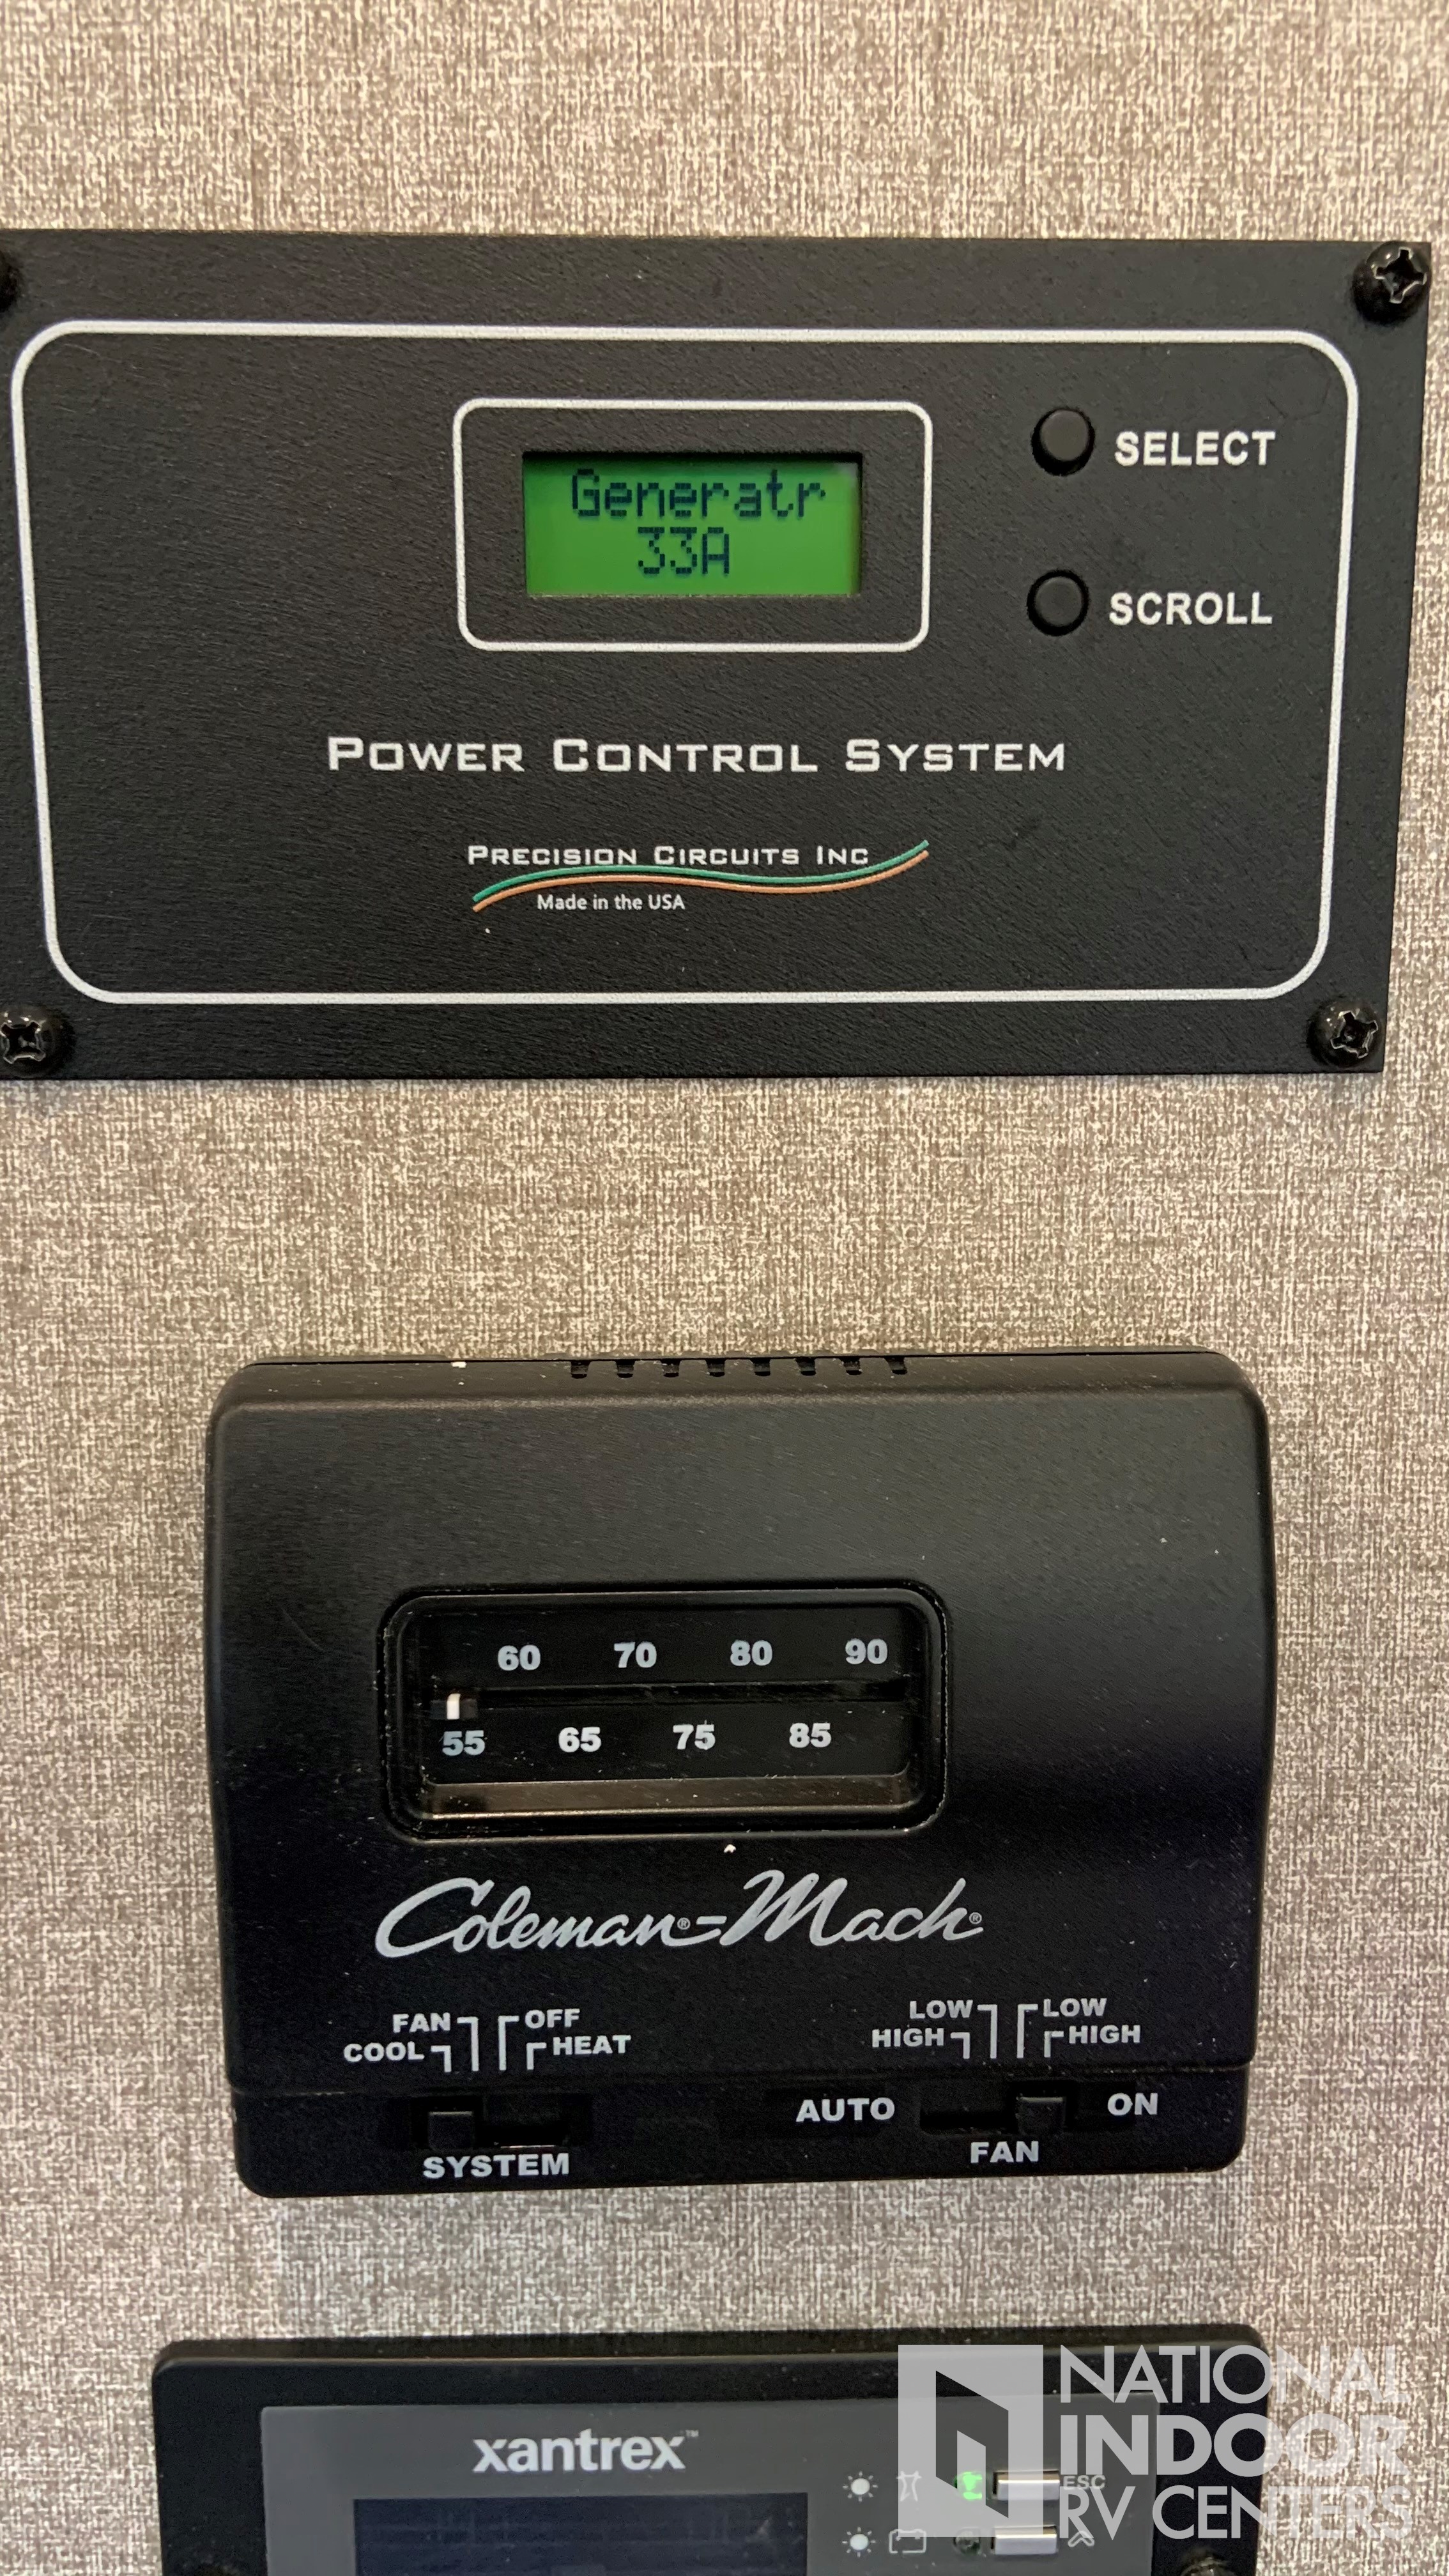 Generatr
33A
SELECT
SCROLL
POWER CONTROL SYSTEM
PRECISION CIRCUITS INC
Made in the USA
60 70 80 90
55 65 75 85
Coleman®-Mach®
FAN OFF
COOL HEAT
LOW LOW
HIGH HIGH
AUTO ON
SYSTEM
FAN
xantrex™
ESC
NATIONAL
INDOOR
RV CENTERS